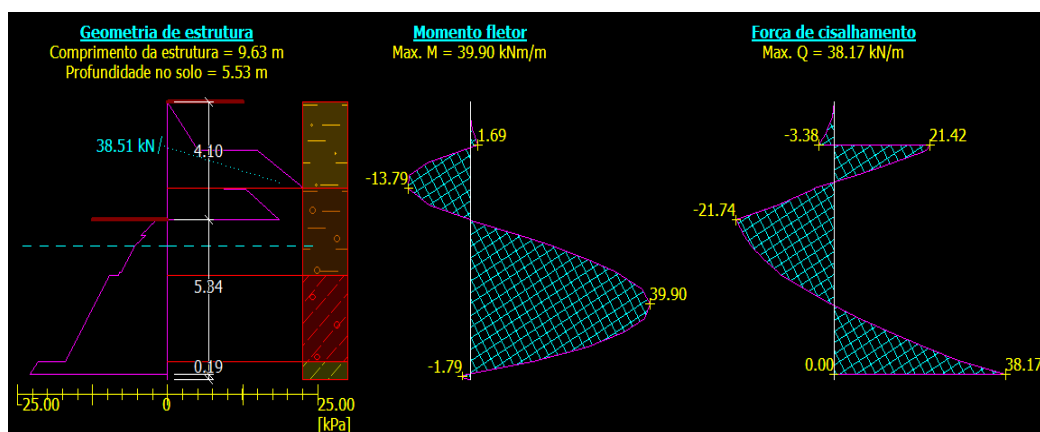 Geometria de estrutura
Comprimento da estrutura = 9.63 m
Profundidade no solo = 5.53 m
38.51 kN
4.10
5.34
0.19
-25.00 0 25.00
[kPa]
Momento fletor
Max. M = 39.90 kNm/m
1.69
-13.79
39.90
-1.79
Força de cisalhamento
Max. Q = 38.17 kN/m
-3.38 21.42
-21.74
0.00 38.17